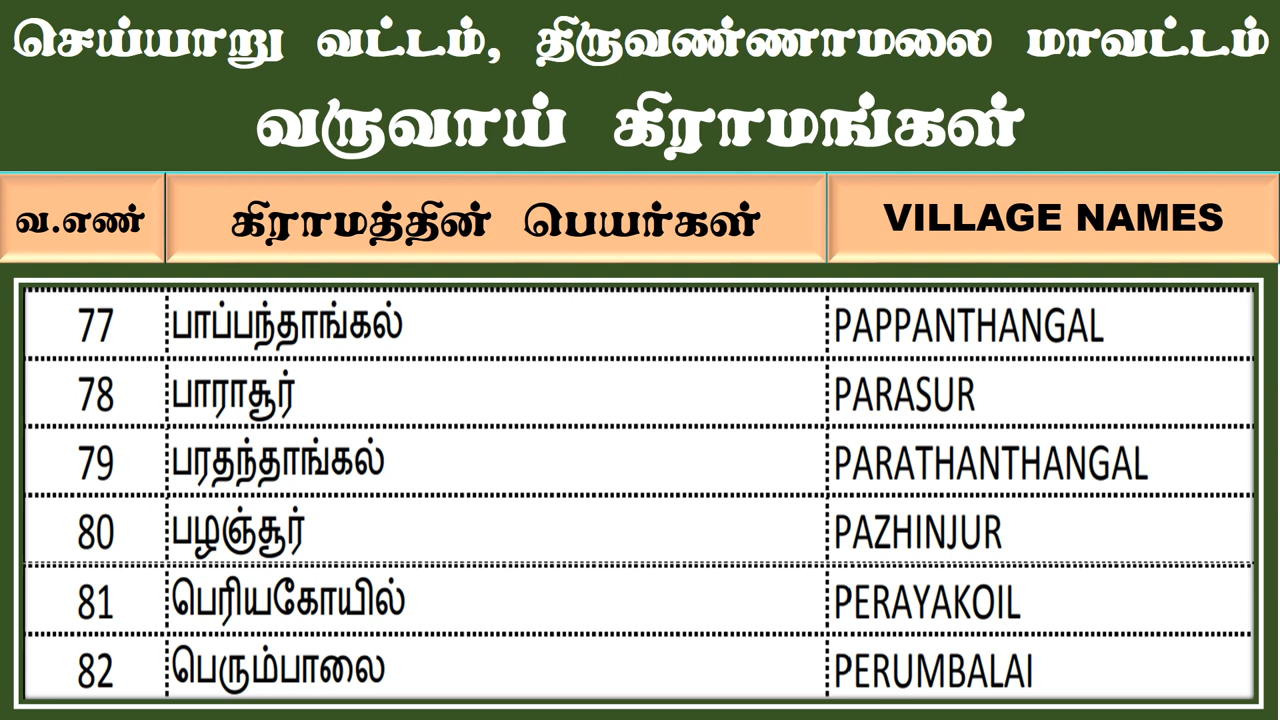 செய்யாறு வட்டம், திருவண்ணாமலை மாவட்டம்
வருவாய் கிராமங்கள்
வ.எண் கிராமத்தின் பெயர்கள் VILLAGE NAMES
77 பாப்பந்தாங்கல் PAPPANTHANGAL
78 பாராசூர் PARASUR
79 பரதந்தாங்கல் PARATHANTHANGAL
80 பழஞ்சூர் PAZHINJUR
81 பெரியகோயில் PERAYAKOIL
82 பெரும்பாலை PERUMBALAI